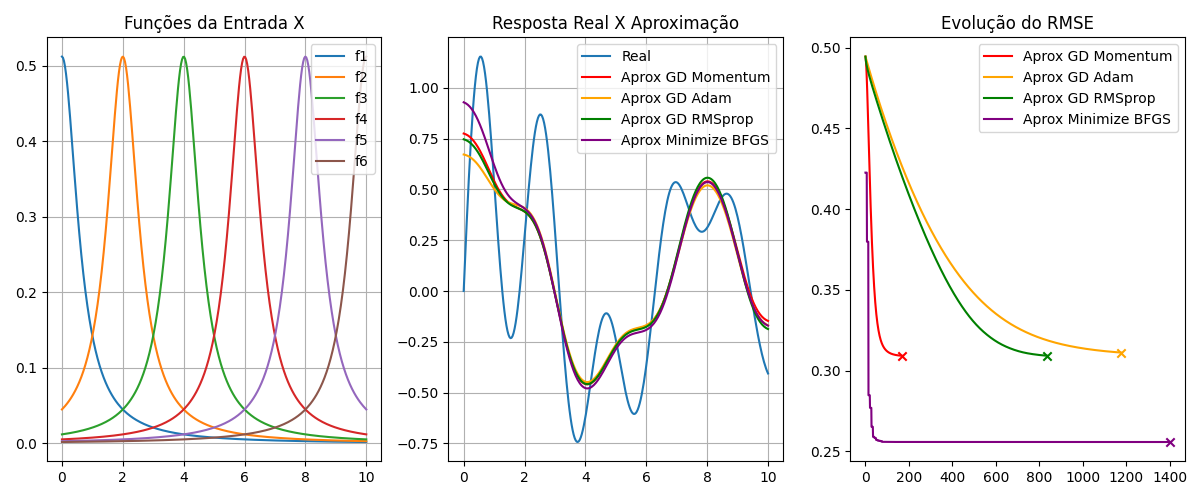 Funções da Entrada X
f1
f2
f3
f4
f5
f6
0.5
0.4
0.3
0.2
0.1
0.0
0 2 4 6 8 10
Resposta Real X Aproximação
Real
Aprox GD Momentum
Aprox GD Adam
Aprox GD RMSprop
Aprox Minimize BFGS
1.00
0.75
0.50
0.25
0.00
−0.25
−0.50
−0.75
0 2 4 6 8 10
Evolução do RMSE
Aprox GD Momentum
Aprox GD Adam
Aprox GD RMSprop
Aprox Minimize BFGS
0.50
0.45
0.40
0.35
0.30
0.25
0 200 400 600 800 1000 1200 1400